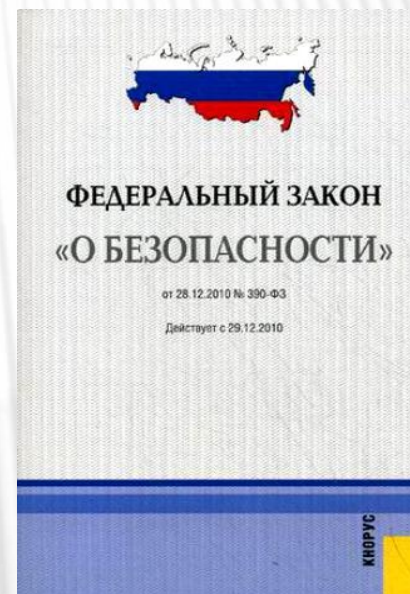 ФЕДЕРАЛЬНЫЙ ЗАКОН
«О БЕЗОПАСНОСТИ»
от 28.12.2010 № 390-ФЗ
Действует с 29.12.2010
КНОРУС